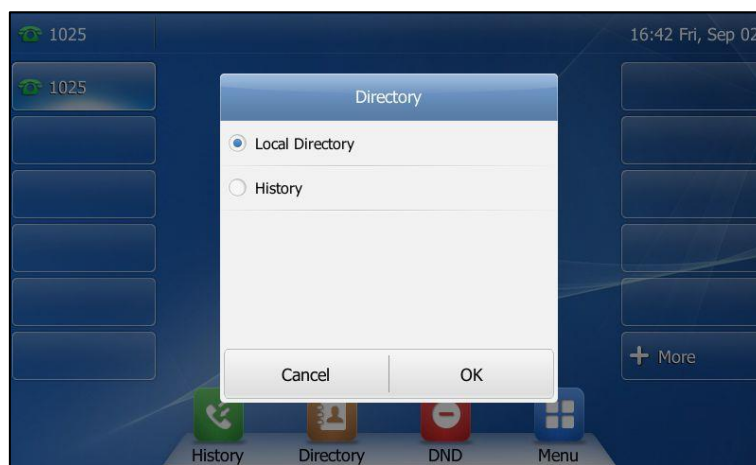 1025
16:42 Fri, Sep 02
1025
Directory
Local Directory
History
Cancel
OK
+ More
History
Directory
DND
Menu